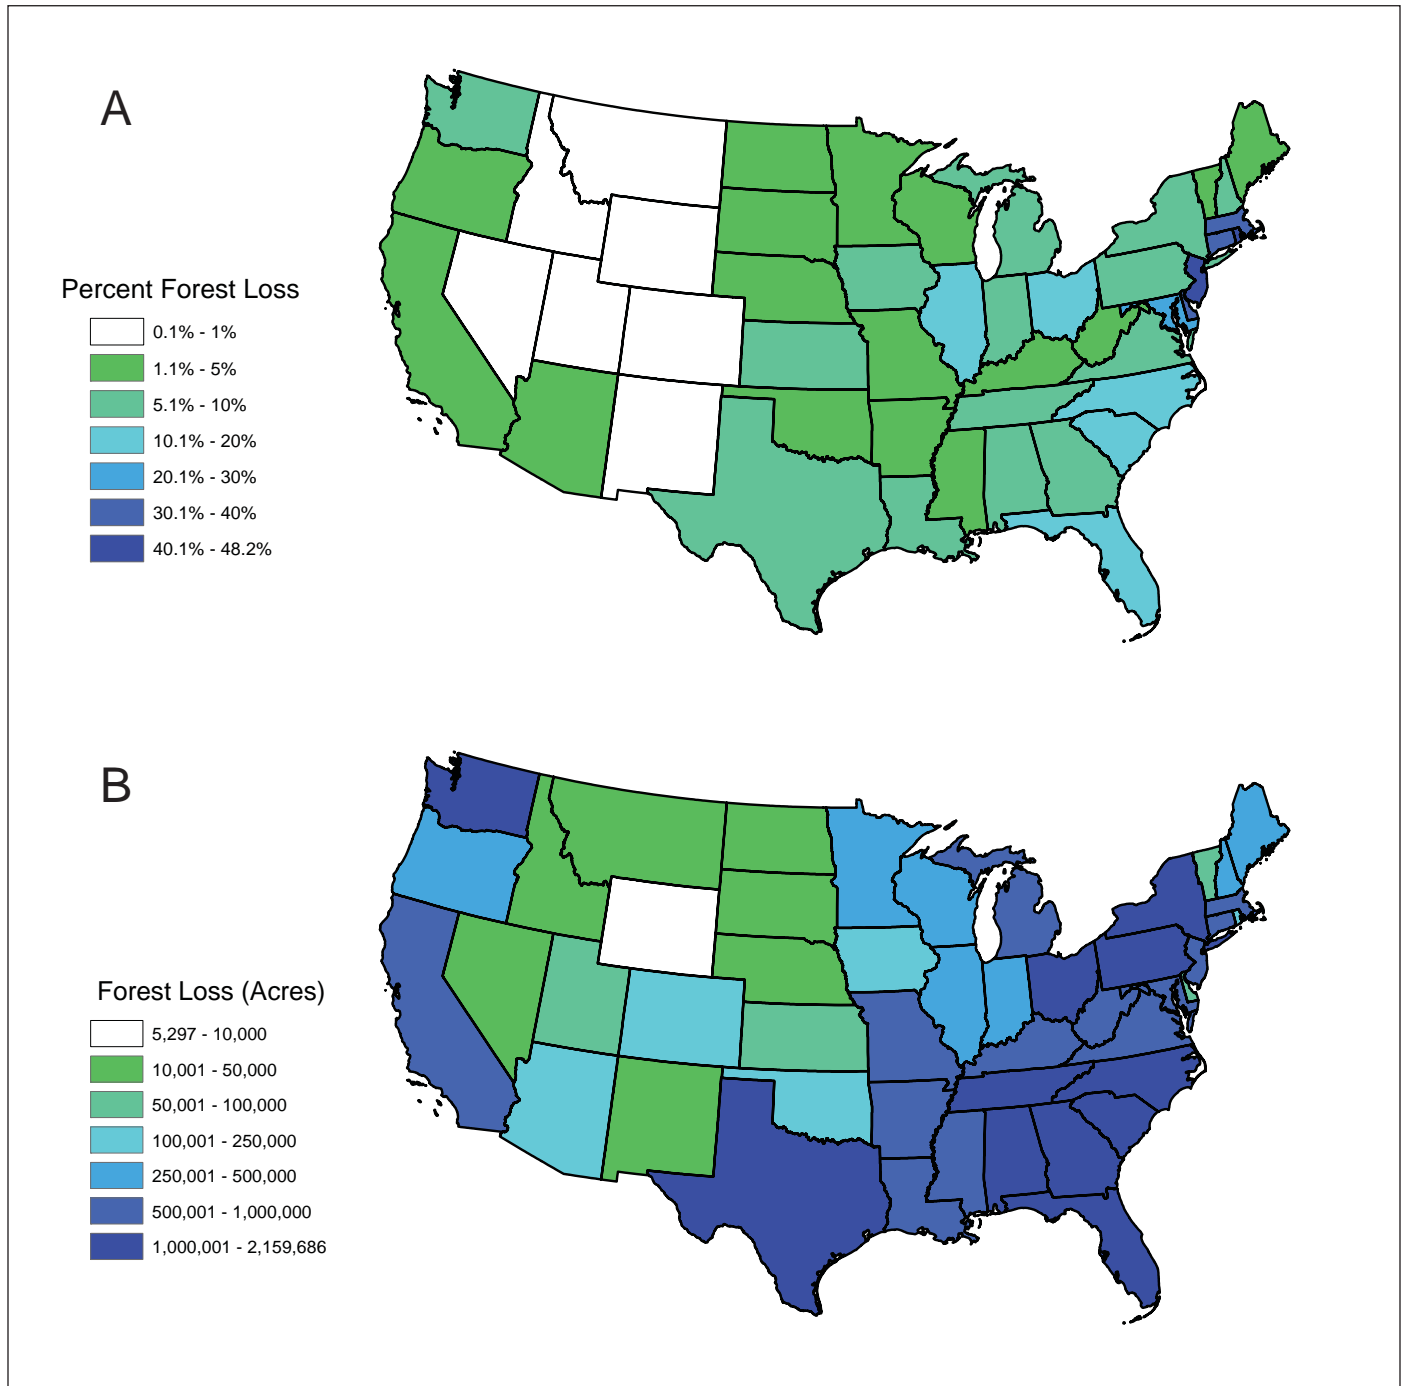 A
Percent Forest Loss
0.1% - 1%
1.1% - 5%
5.1% - 10%
10.1% - 20%
20.1% - 30%
30.1% - 40%
40.1% - 48.2%
B
Forest Loss (Acres)
5,297 - 10,000
10,001 - 50,000
50,001 - 100,000
100,001 - 250,000
250,001 - 500,000
500,001 - 1,000,000
1,000,001 - 2,159,686